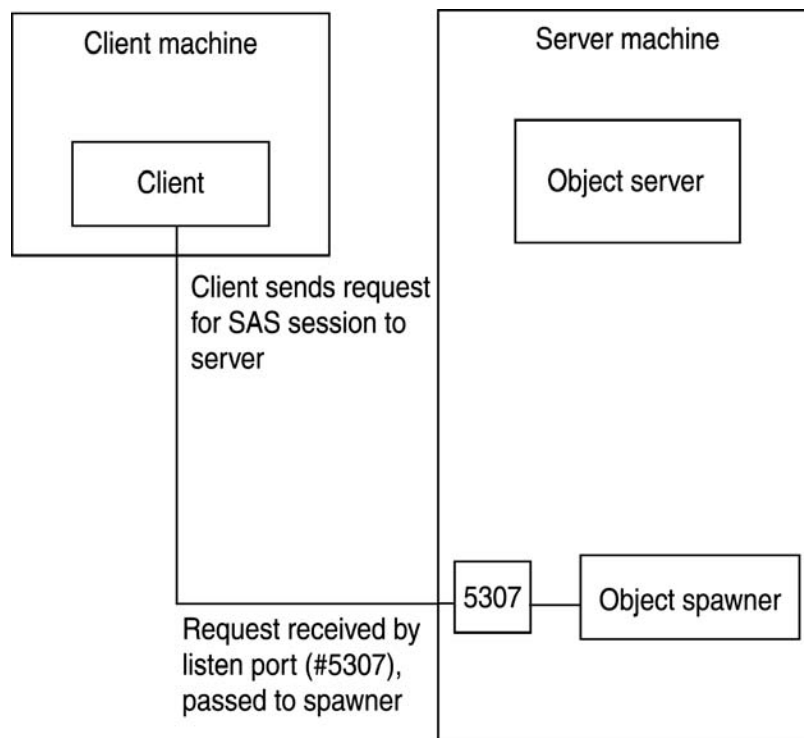 Client machine
Server machine
Client
Object server
Client sends request
for SAS session to
server
5307
Object spawner
Request received by
listen port (#5307),
passed to spawner